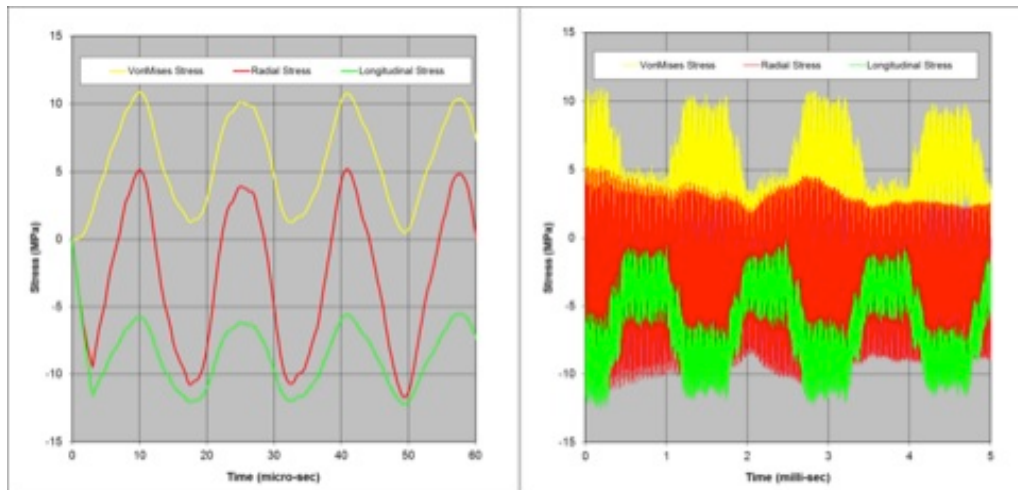 15
VonMises Stress Radial Stress Longitudinal Stress
10
5
0
-5
-10
-15
Stress (MPa)
0 10 20 30 40 50 60
Time (micro-sec)
15
VonMises Stress Radial Stress Longitudinal Stress
10
5
0
-5
-10
-15
Stress (MPa)
0 1 2 3 4 5
Time (milli-sec)